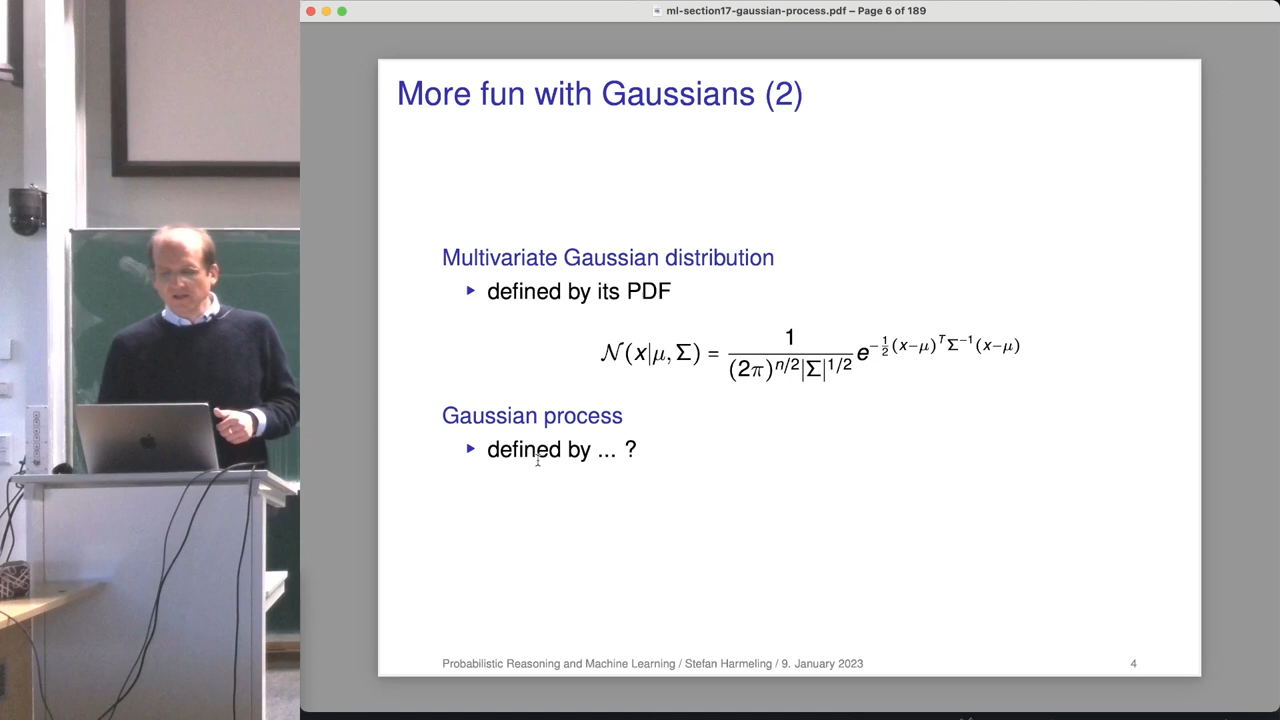 ml-section17-gaussian-process.pdf – Page 6 of 189
More fun with Gaussians (2)
Multivariate Gaussian distribution
▸ defined by its PDF
𝒩(x|μ, Σ) = 1 / ((2π)^{n/2}|Σ|^{1/2}) e^{−½(x−μ)^T Σ^{−1}(x−μ)}
Gaussian process
▸ defined by ... ?
Probabilistic Reasoning and Machine Learning / Stefan Harmeling / 9. January 2023
4